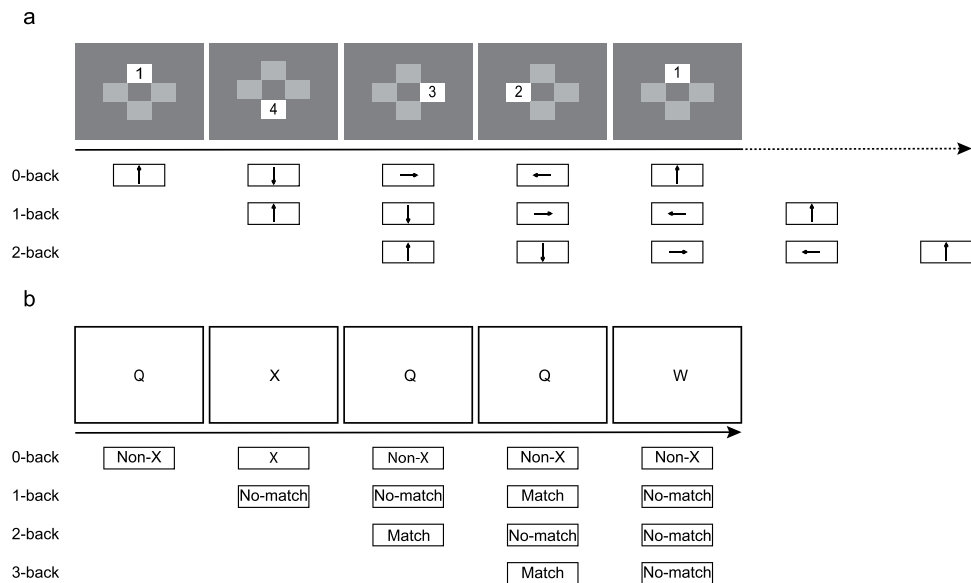 a
1 4 3 2 1
0-back
1-back
2-back
b
Q X Q Q W
0-back Non-X X Non-X Non-X Non-X
1-back No-match No-match Match No-match
2-back Match No-match No-match
3-back Match No-match